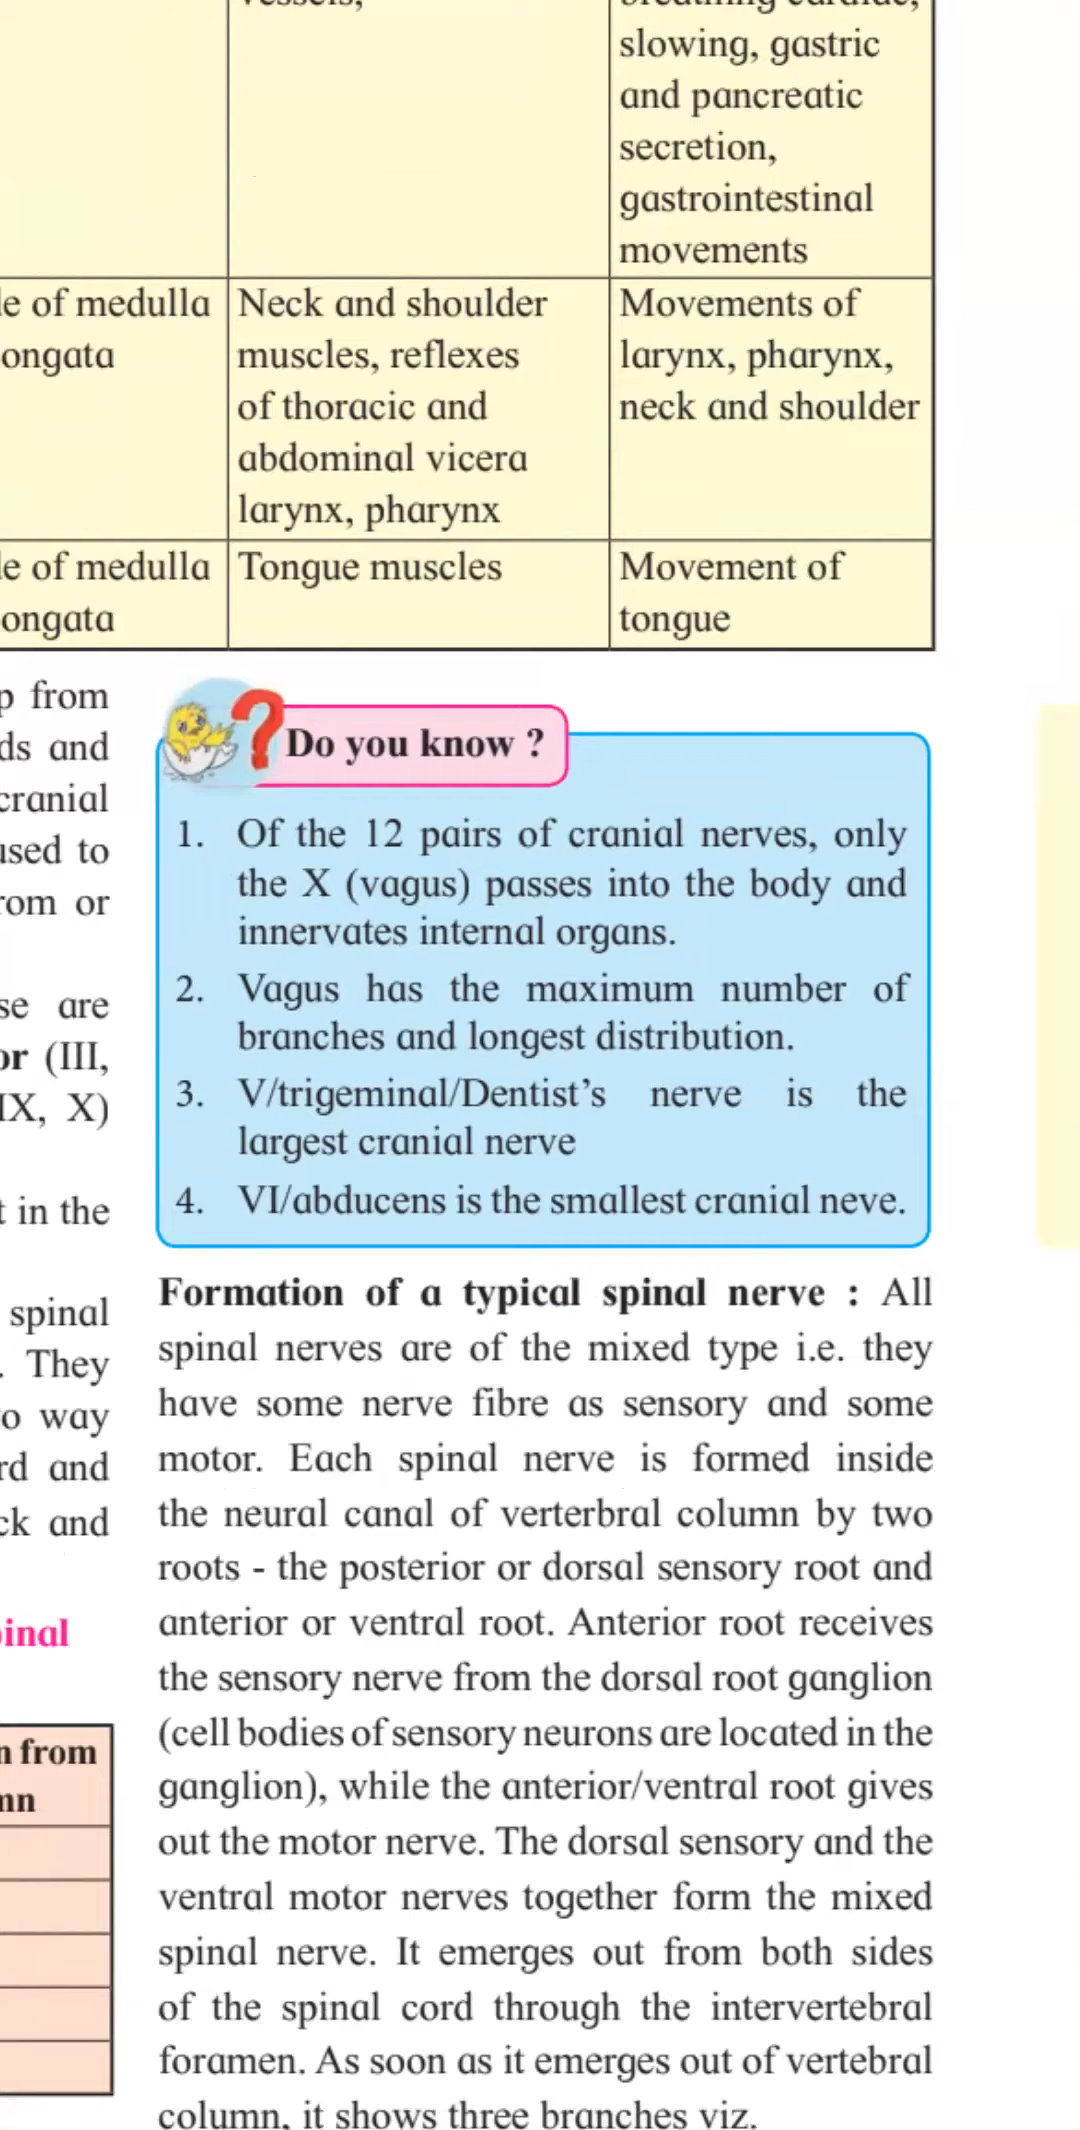 slowing, gastric
and pancreatic
secretion,
gastrointestinal
movements
de of medulla
ongata
Neck and shoulder
muscles, reflexes
of thoracic and
abdominal vicera
larynx, pharynx
Movements of
larynx, pharynx,
neck and shoulder
de of medulla
ongata
Tongue muscles
Movement of
tongue
p from
ds and
cranial
used to
rom or
se are
or (III,
IX, X)
t in the
spinal
. They
o way
rd and
ck and
inal
n from
mn
Do you know ?
1. Of the 12 pairs of cranial nerves, only
the X (vagus) passes into the body and
innervates internal organs.
2. Vagus has the maximum number of
branches and longest distribution.
3. V/trigeminal/Dentist's nerve is the
largest cranial nerve
4. VI/abducens is the smallest cranial neve.
Formation of a typical spinal nerve : All
spinal nerves are of the mixed type i.e. they
have some nerve fibre as sensory and some
motor. Each spinal nerve is formed inside
the neural canal of verterbral column by two
roots - the posterior or dorsal sensory root and
anterior or ventral root. Anterior root receives
the sensory nerve from the dorsal root ganglion
(cell bodies of sensory neurons are located in the
ganglion), while the anterior/ventral root gives
out the motor nerve. The dorsal sensory and the
ventral motor nerves together form the mixed
spinal nerve. It emerges out from both sides
of the spinal cord through the intervertebral
foramen. As soon as it emerges out of vertebral
column, it shows three branches viz.